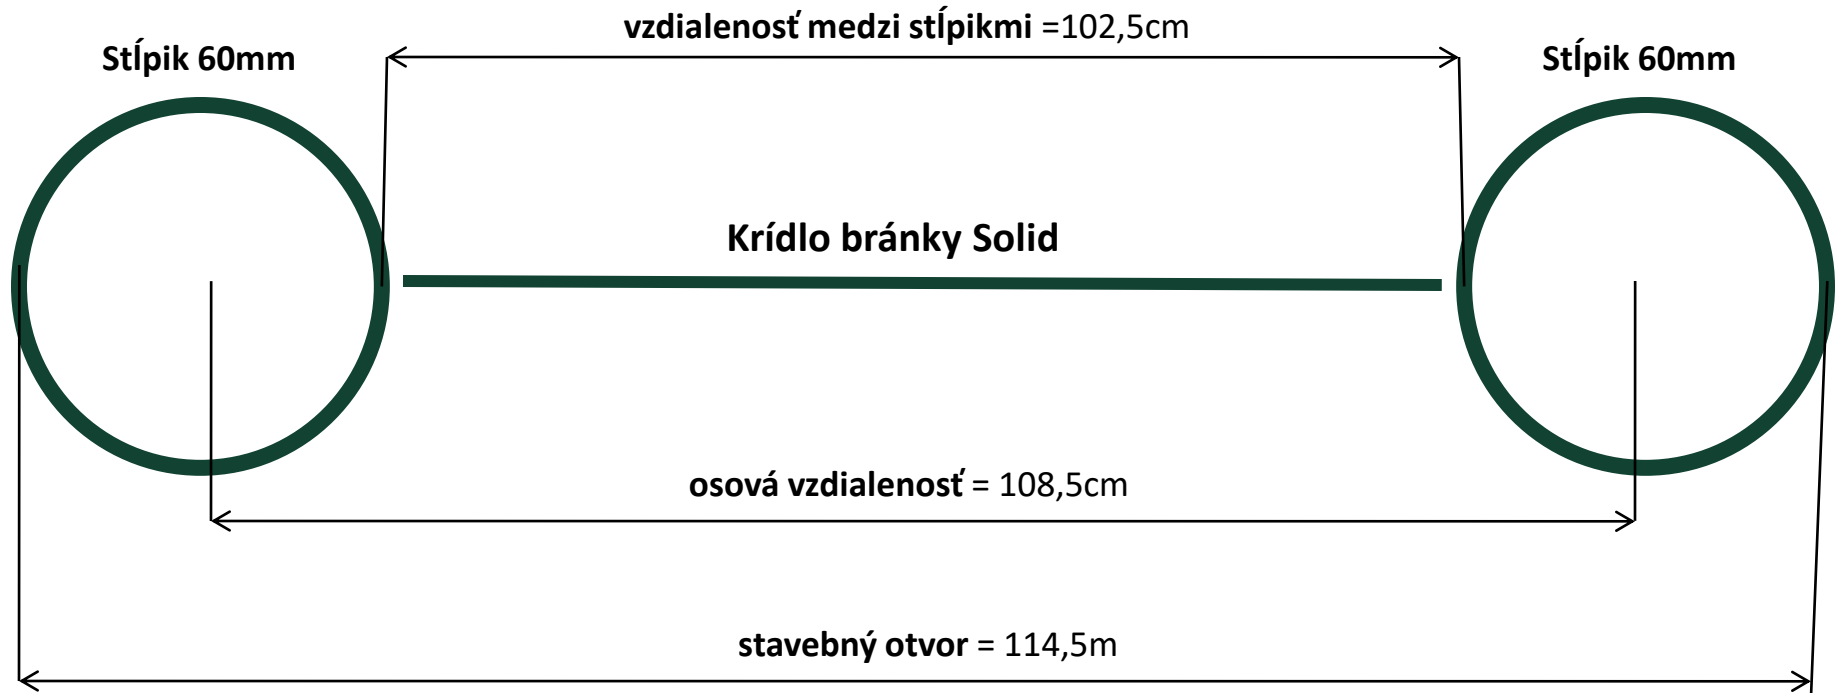 vzdialenosť medzi stĺpikmi =102,5cm
Stĺpik 60mm
Stĺpik 60mm
Krídlo bránky Solid
osová vzdialenosť = 108,5cm
stavebný otvor = 114,5m